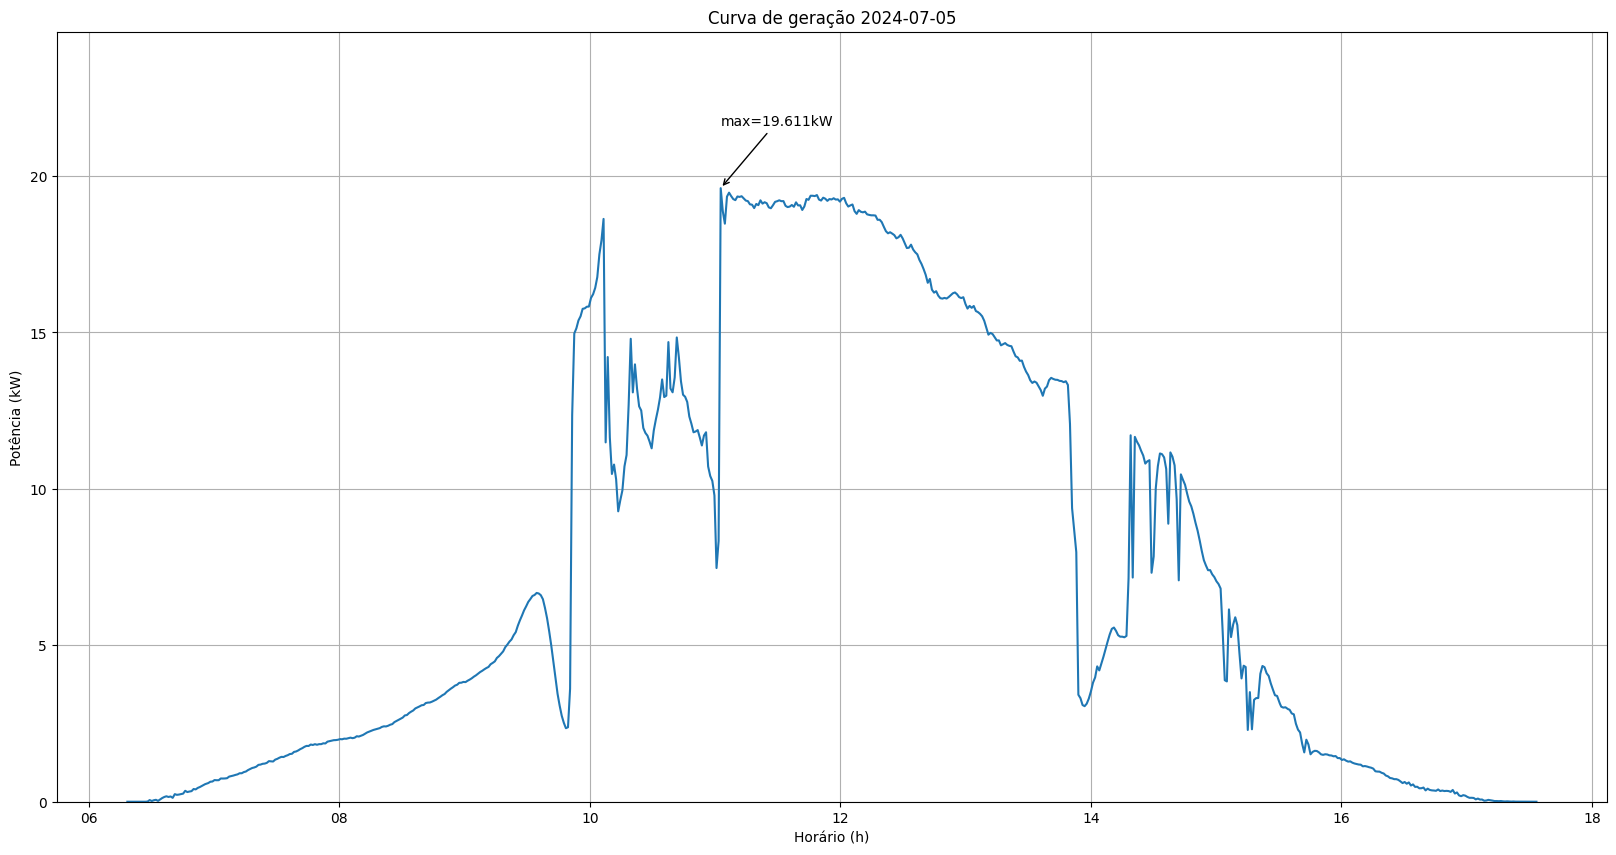 Curva de geração 2024-07-05
max=19.611kW
Potência (kW)
20
15
10
5
0
06 08 10 12 14 16 18
Horário (h)